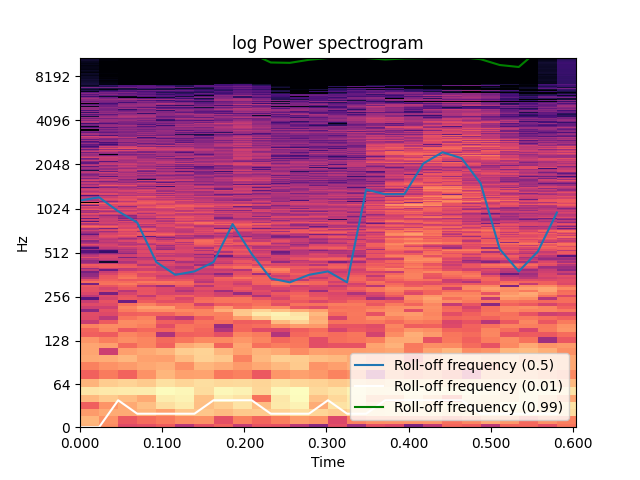 log Power spectrogram
8192
4096
2048
1024
512
256
128
64
0
Hz
Roll-off frequency (0.5)
Roll-off frequency (0.01)
Roll-off frequency (0.99)
0.000 0.100 0.200 0.300 0.400 0.500 0.600
Time